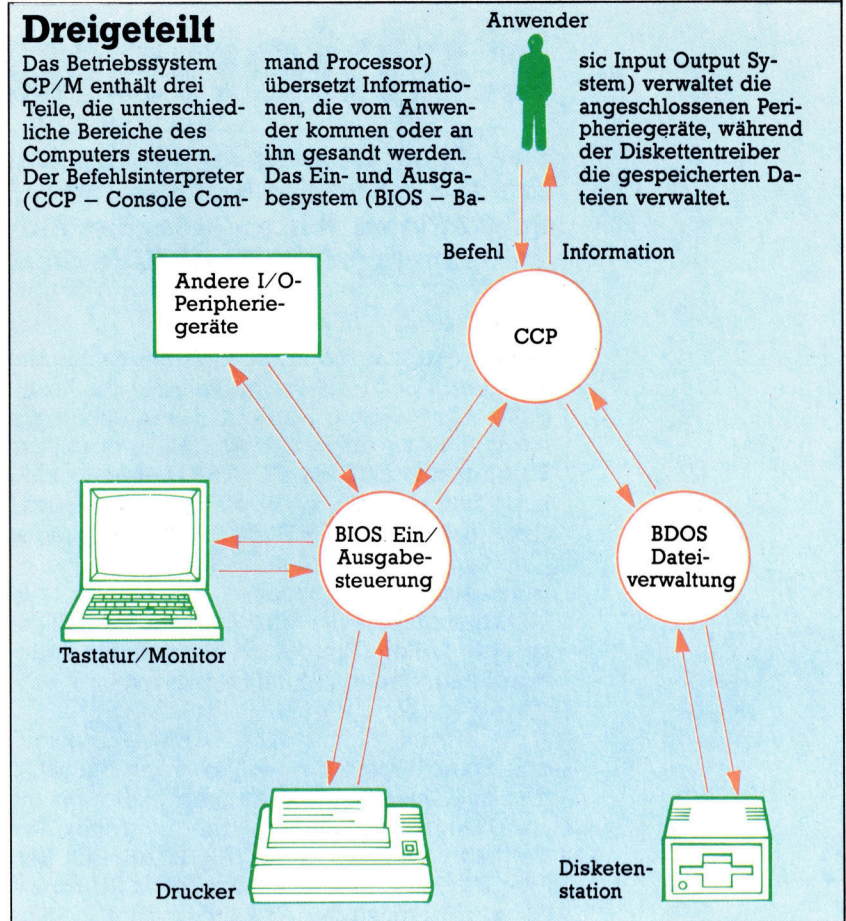 Dreigeteilt
Das Betriebssystem
CP/M enthält drei
Teile, die unterschied-
liche Bereiche des
Computers steuern.
Der Befehlsinterpreter
(CCP – Console Com-
mand Processor)
übersetzt Informatio-
nen, die vom Anwen-
der kommen oder an
ihn gesandt werden.
Das Ein- und Ausga-
besystem (BIOS – Ba-
sic Input Output Sy-
stem) verwaltet die
angeschlossenen Peri-
pheriegeräte, während
der Diskettentreiber
die gespeicherten Da-
teien verwaltet.
Anwender
Befehl
Information
Andere I/O-
Peripherie-
geräte
CCP
BIOS Ein/
Ausgabe-
steuerung
BDOS
Datei-
verwaltung
Tastatur/Monitor
Drucker
Disketen-
station